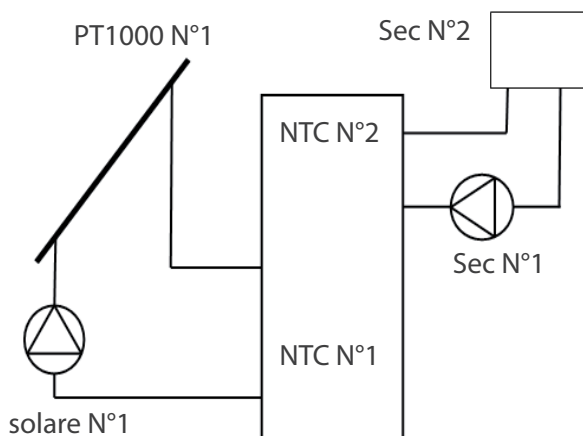 PT1000 N°1
Sec N°2
NTC N°2
Sec N°1
NTC N°1
solare N°1